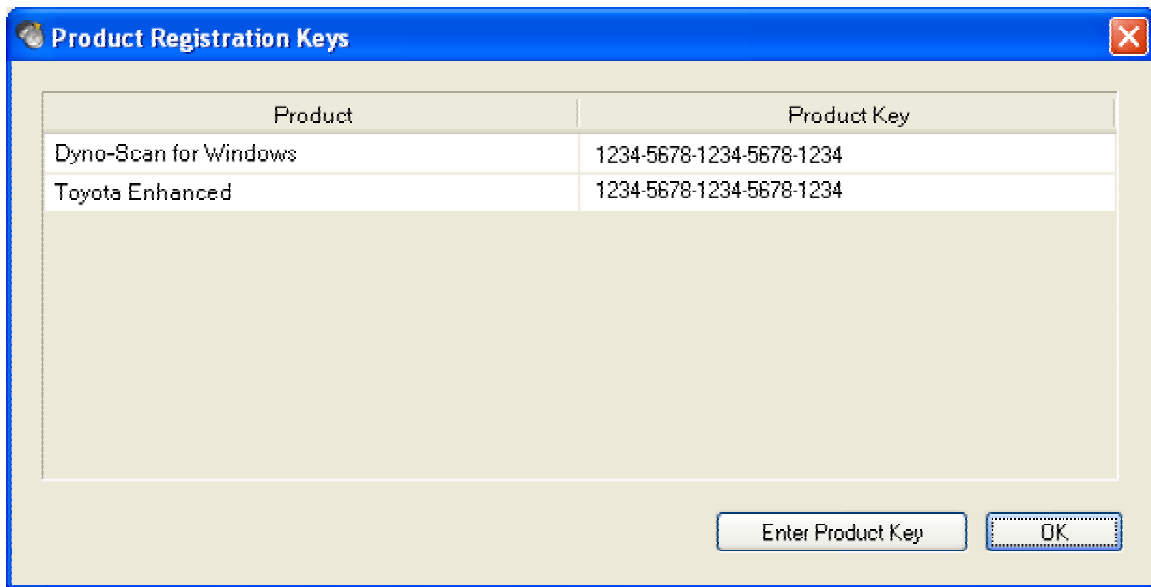 Product Registration Keys
Product Product Key
Dyno-Scan for Windows 1234-5678-1234-5678-1234
Toyota Enhanced 1234-5678-1234-5678-1234
Enter Product Key OK